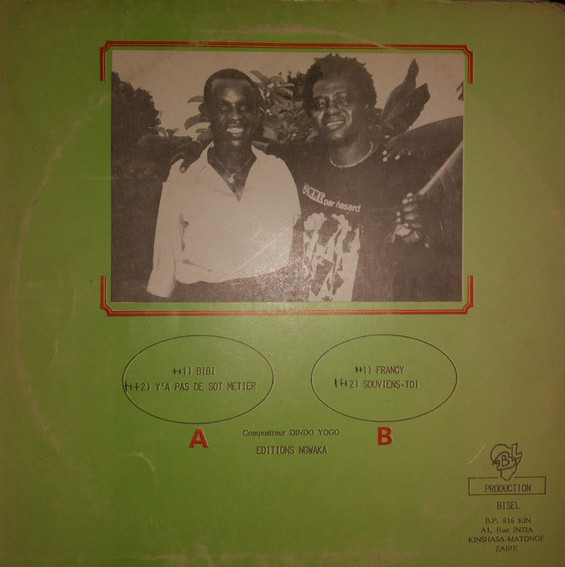 par hasard
1) BIBI
2) Y'A PAS DE SOT METIER
1) FRANCY
2) SOUVIENS-TOI
A
B
Compositeur DINDO YOGO
EDITIONS NGWAKA
PRODUCTION
BISEL
B.P. 616 KIN
A1, Rue INZIA
KINSHASA-MATONGE
ZAIRE